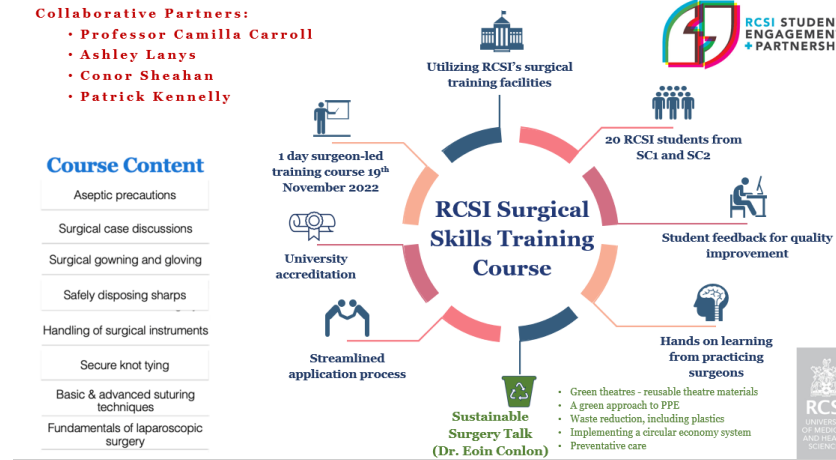 Collaborative Partners:
• Professor Camilla Carroll
• Ashley Lanys
• Conor Sheahan
• Patrick Kennelly
RCSI STUDEN
ENGAGEMEN
+ PARTNERSH
Course Content
Aseptic precautions
Surgical case discussions
Surgical gowning and gloving
Safely disposing sharps
Handling of surgical instruments
Secure knot tying
Basic & advanced suturing
techniques
Fundamentals of laparoscopic
surgery
RCSI Surgical
Skills Training
Course
Utilizing RCSI's surgical
training facilities
20 RCSI students from
SC1 and SC2
Student feedback for quality
improvement
Hands on learning
from practicing
surgeons
Sustainable
Surgery Talk
(Dr. Eoin Conlon)
• Green theatres - reusable theatre materials
• A green approach to PPE
• Waste reduction, including plastics
• Implementing a circular economy system
• Preventative care
Streamlined
application process
University
accreditation
1 day surgeon-led
training course 19th
November 2022
RCS
UNIVERS
OF MEDIC
AND HEA
SCIENC